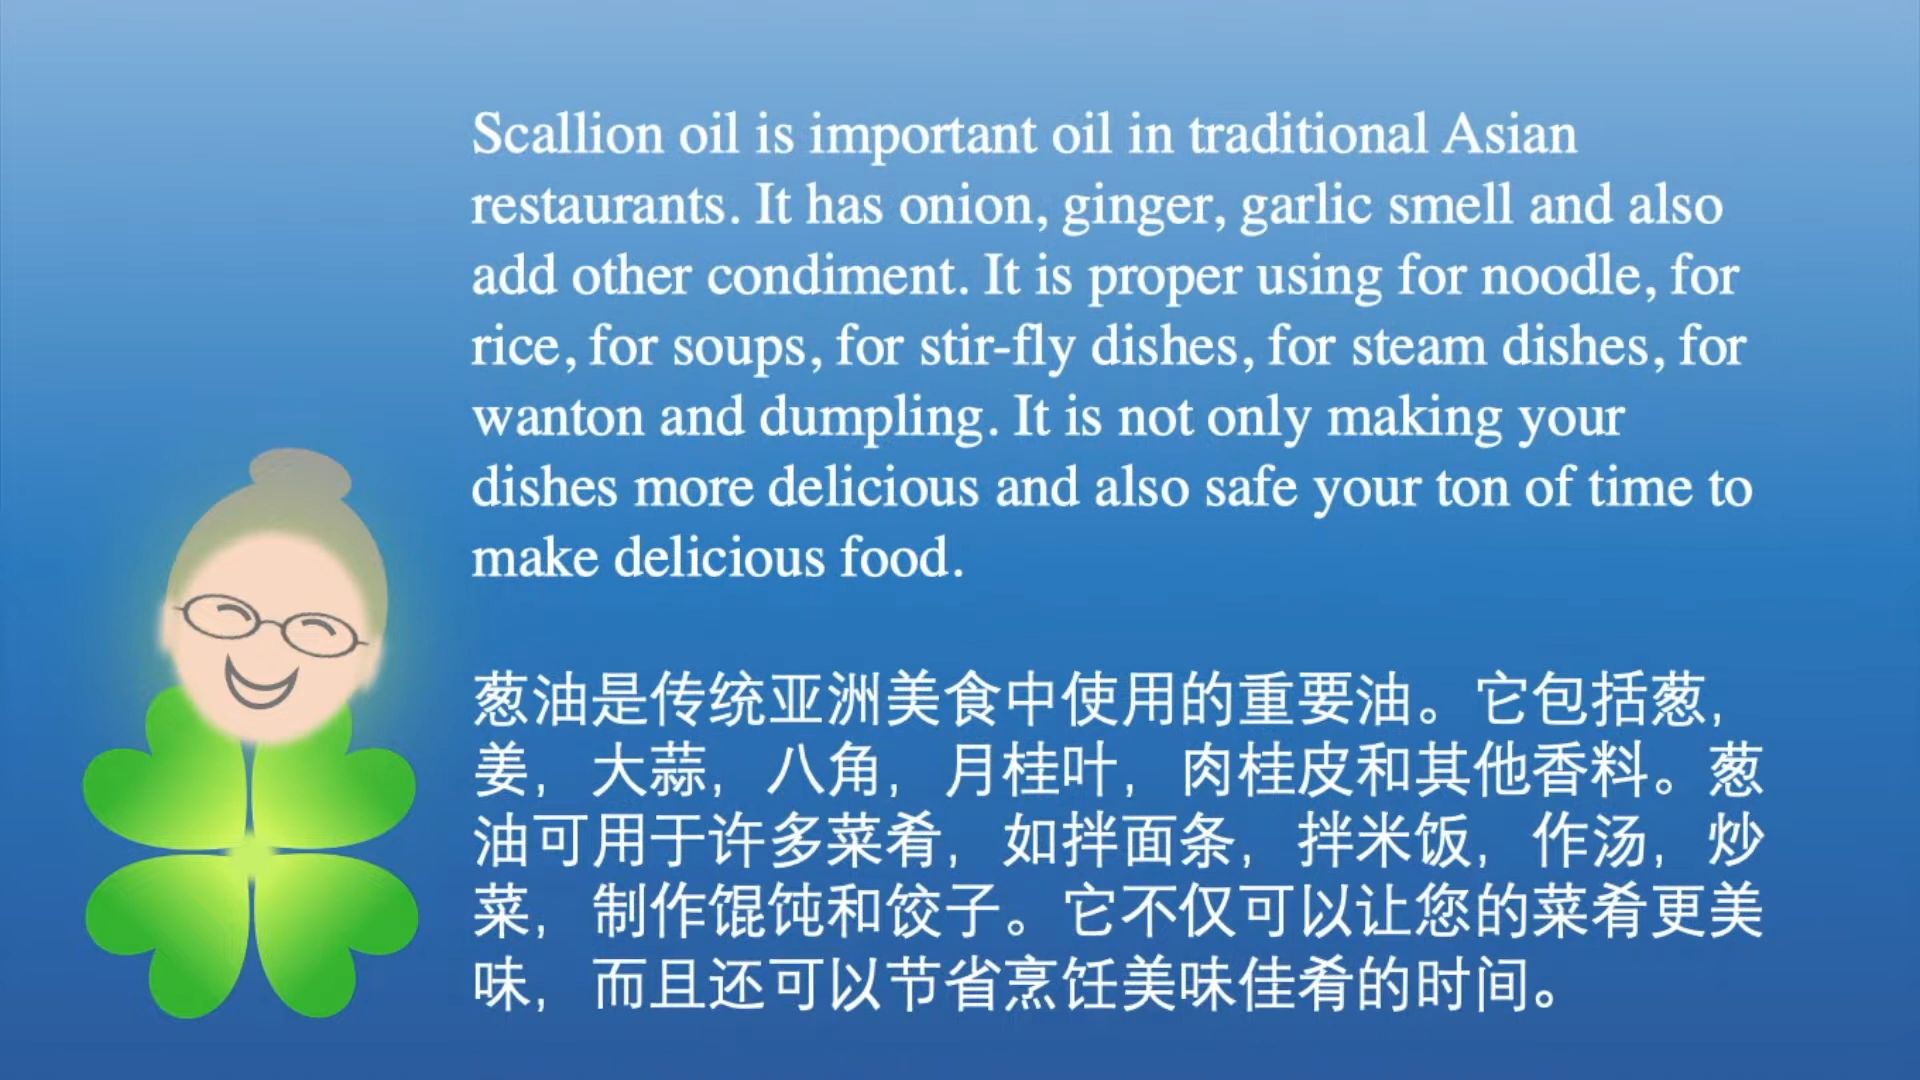 Scallion oil is important oil in traditional Asian
restaurants. It has onion, ginger, garlic smell and also
add other condiment. It is proper using for noodle, for
rice, for soups, for stir-fly dishes, for steam dishes, for
wanton and dumpling. It is not only making your
dishes more delicious and also safe your ton of time to
make delicious food.
葱油是传统亚洲美食中使用的重要油。它包括葱,
姜, 大蒜, 八角, 月桂叶, 肉桂皮和其他香料。葱
油可用于许多菜肴, 如拌面条, 拌米饭, 作汤, 炒
菜, 制作馄饨和饺子。它不仅可以让您的菜肴更美
味, 而且还可以节省烹饪美味佳肴的时间。